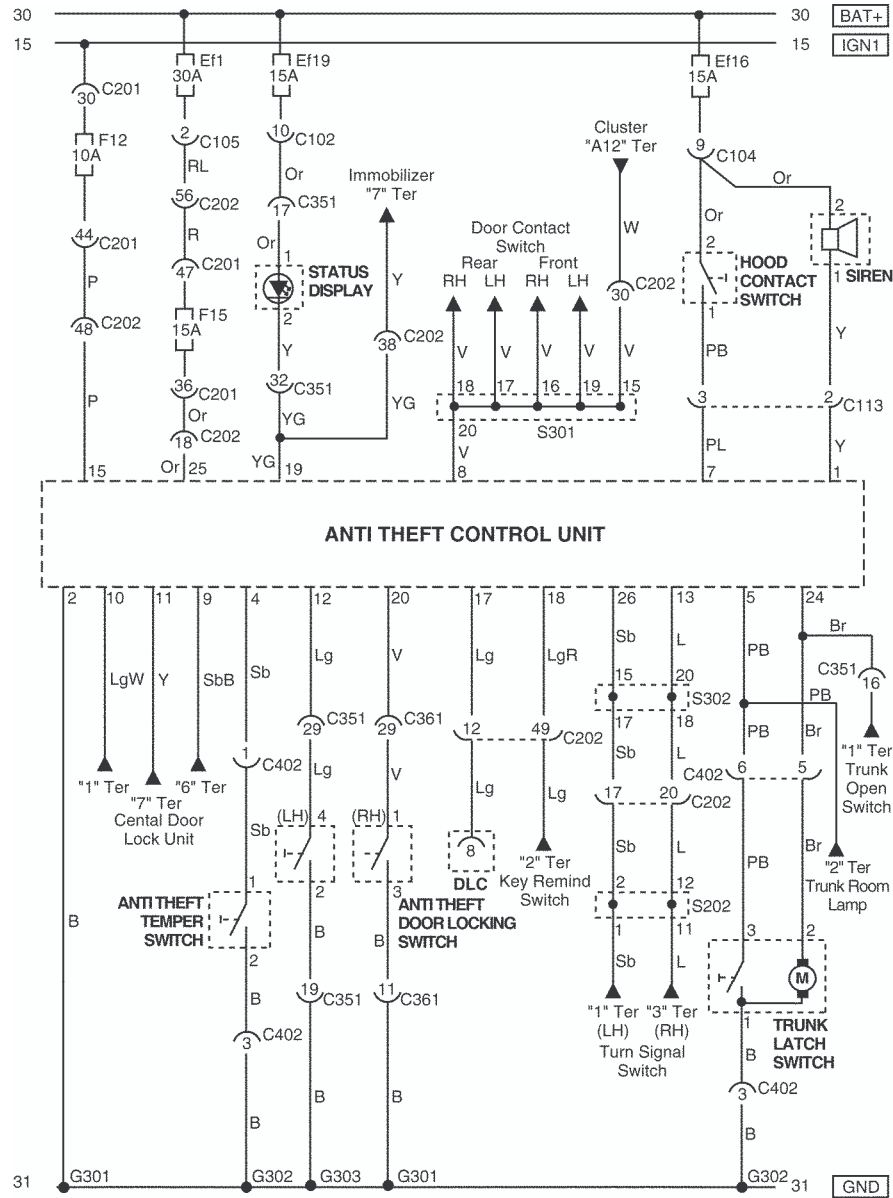 30 30 BAT+
15 15 IGN1
Ef1 Ef19 Ef16
30A 15A 15A
30 C201
F12
10A
2 C105
10 C102
9 C104
Cluster
"A12" Ter
RL
Or
Or
Immobilizer
"7" Ter
56 C202
17 C351
R
W
Or
2
44 C201
47 C201
Or 1
STATUS
DISPLAY
Door Contact
Switch
Rear Front
RH LH RH LH
2
HOOD
CONTACT
SWITCH
1
SIREN
1
P
Y
30 C202
F15
15A
2
48 C202
38 C202
Y
V V V V V
PB
Y
36 C201
32 C351
P
Or
YG
YG
18 17 16 19 15
S301
3 2 C113
18 C202
20
V
PL
Y
15
Or 25
YG 19
8
7
1
ANTI THEFT CONTROL UNIT
2 10 11 9 4 12 20 17 18 26 13 5 24
Br
LgW Y SbB Sb Lg V Lg LgR Sb L PB
15 20
S302
17 18
C351 16
PB
1 C402
29 C351
29 C361
12 49 C202
Sb L PB Br
"1" Ter
"7" Ter
Cental Door
Lock Unit
"6" Ter
Lg V
Lg Lg
C402 6 5
17 20 C202
"1" Ter
Trunk
Open
Switch
Sb
(LH) 4
(RH) 1
8
DLC
"2" Ter
Key Remind
Switch
Sb L PB Br
"2" Ter
Trunk Room
Lamp
1
ANTI THEFT
TEMPER
SWITCH
2
2
3
ANTI THEFT
DOOR LOCKING
SWITCH
2 12
S202
1 11
B
B B
Sb L
3 2
M
1
TRUNK
LATCH
SWITCH
B
19 C351
11 C361
"1" Ter
(LH)
"3" Ter
(RH)
Turn Signal
Switch
3 C402
B
3 C402
B B B B
31 G301 G302 G303 G301 G302 31 GND